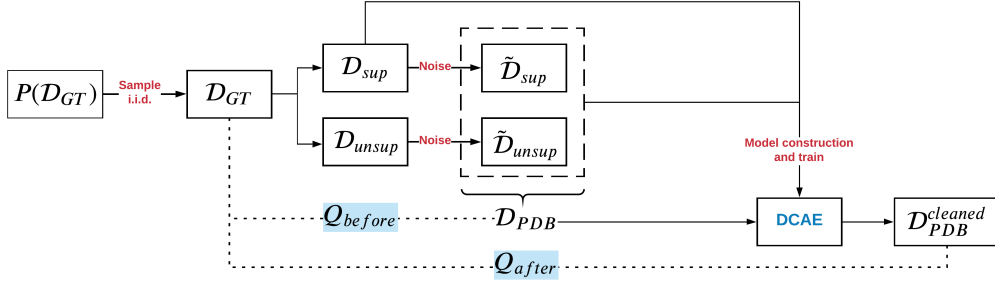 P(D_GT)
Sample
i.i.d.
D_GT
D_sup
Noise
D̃_sup
D_unsup
Noise
D̃_unsup
Model construction
and train
Q_before
D_PDB
DCAE
D_PDB^cleaned
Q_after